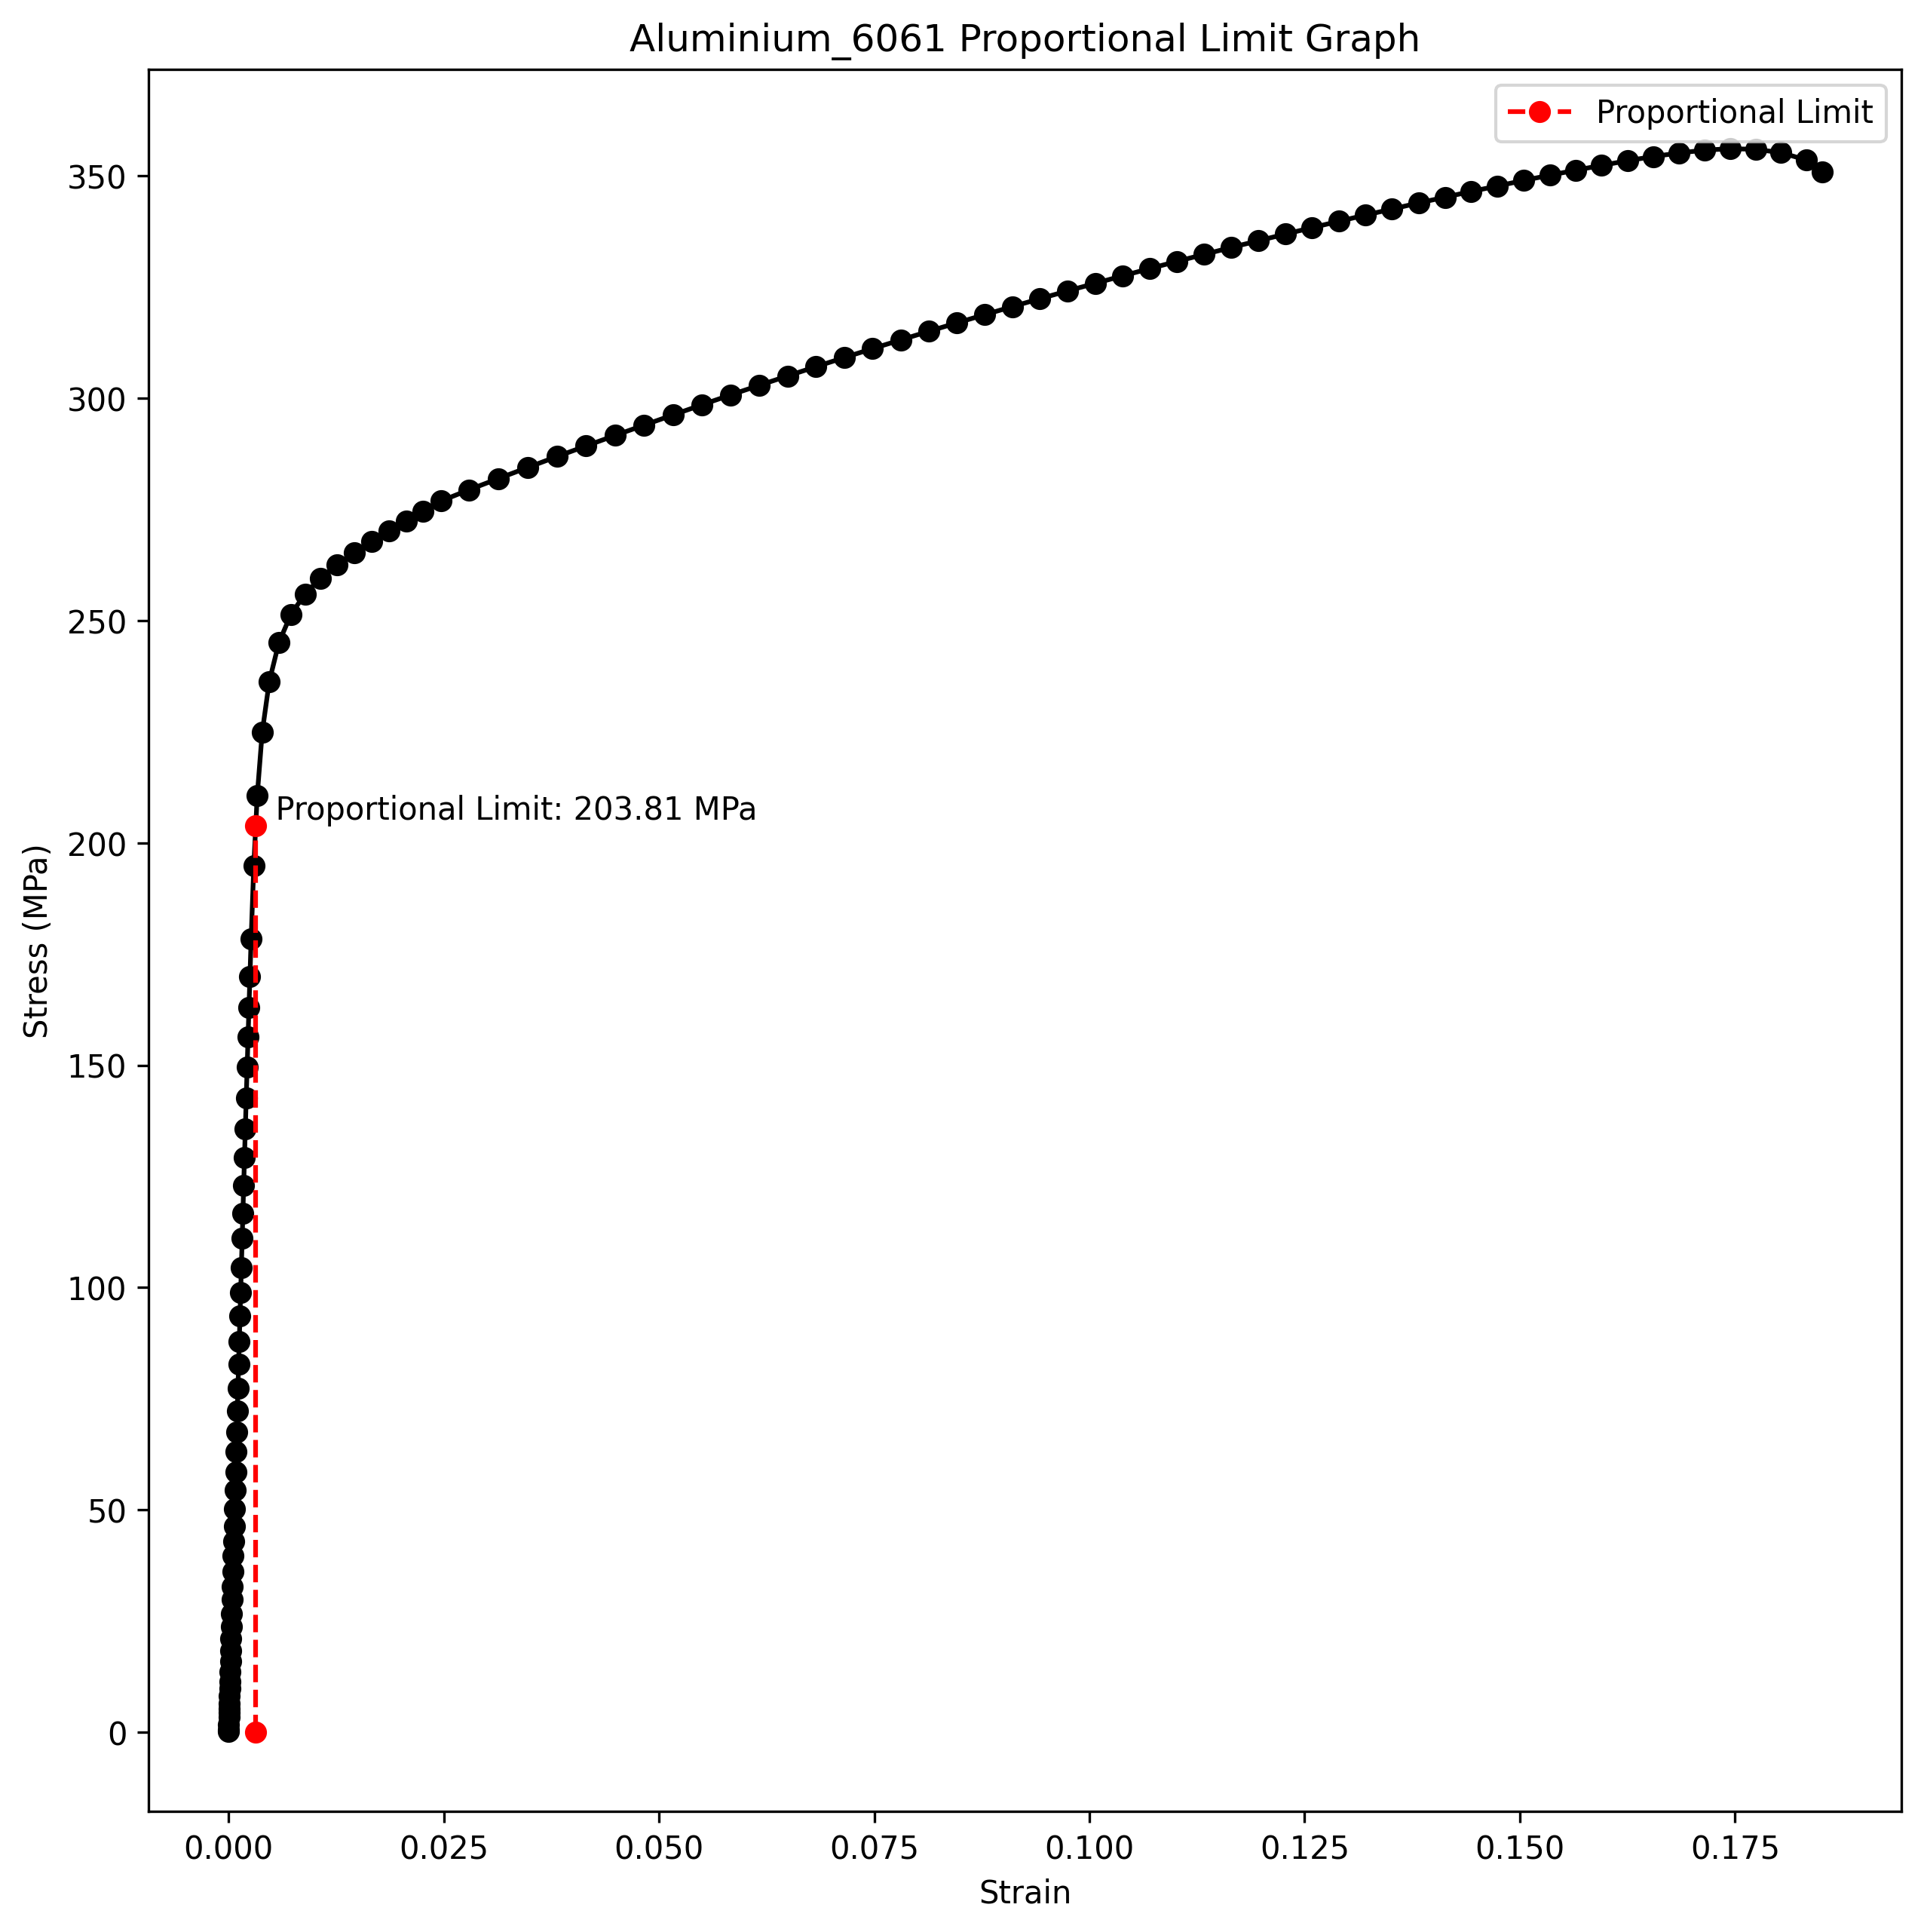 Aluminium_6061 Proportional Limit Graph
Proportional Limit
350
300
250
Proportional Limit: 203.81 MPa
200
150
100
50
0
Stress (MPa)
0.000 0.025 0.050 0.075 0.100 0.125 0.150 0.175
Strain